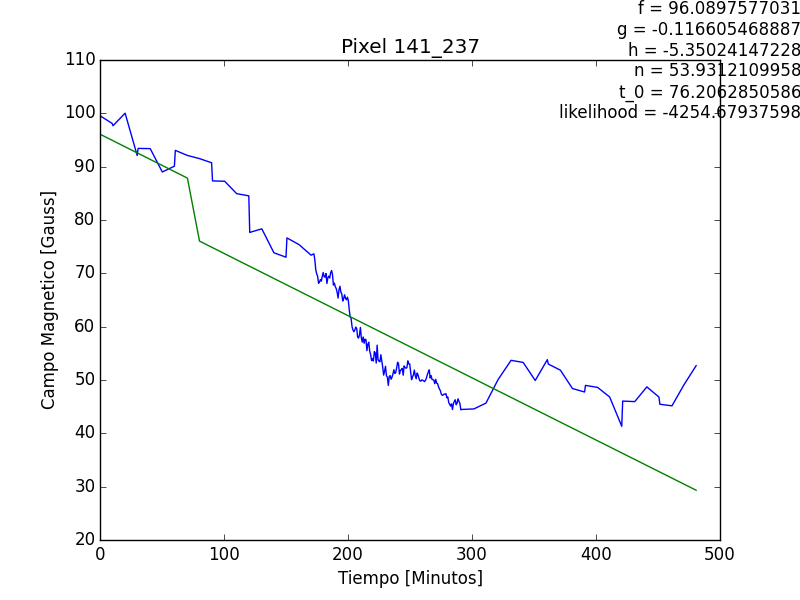 f = 96.0897577031
g = -0.116605468887
h = -5.35024147228
n = 53.9312109958
t_0 = 76.2062850586
likelihood = -4254.67937598
Pixel 141_237
110
100
90
80
70
60
50
40
30
20
Campo Magnetico [Gauss]
0 100 200 300 400 500
Tiempo [Minutos]